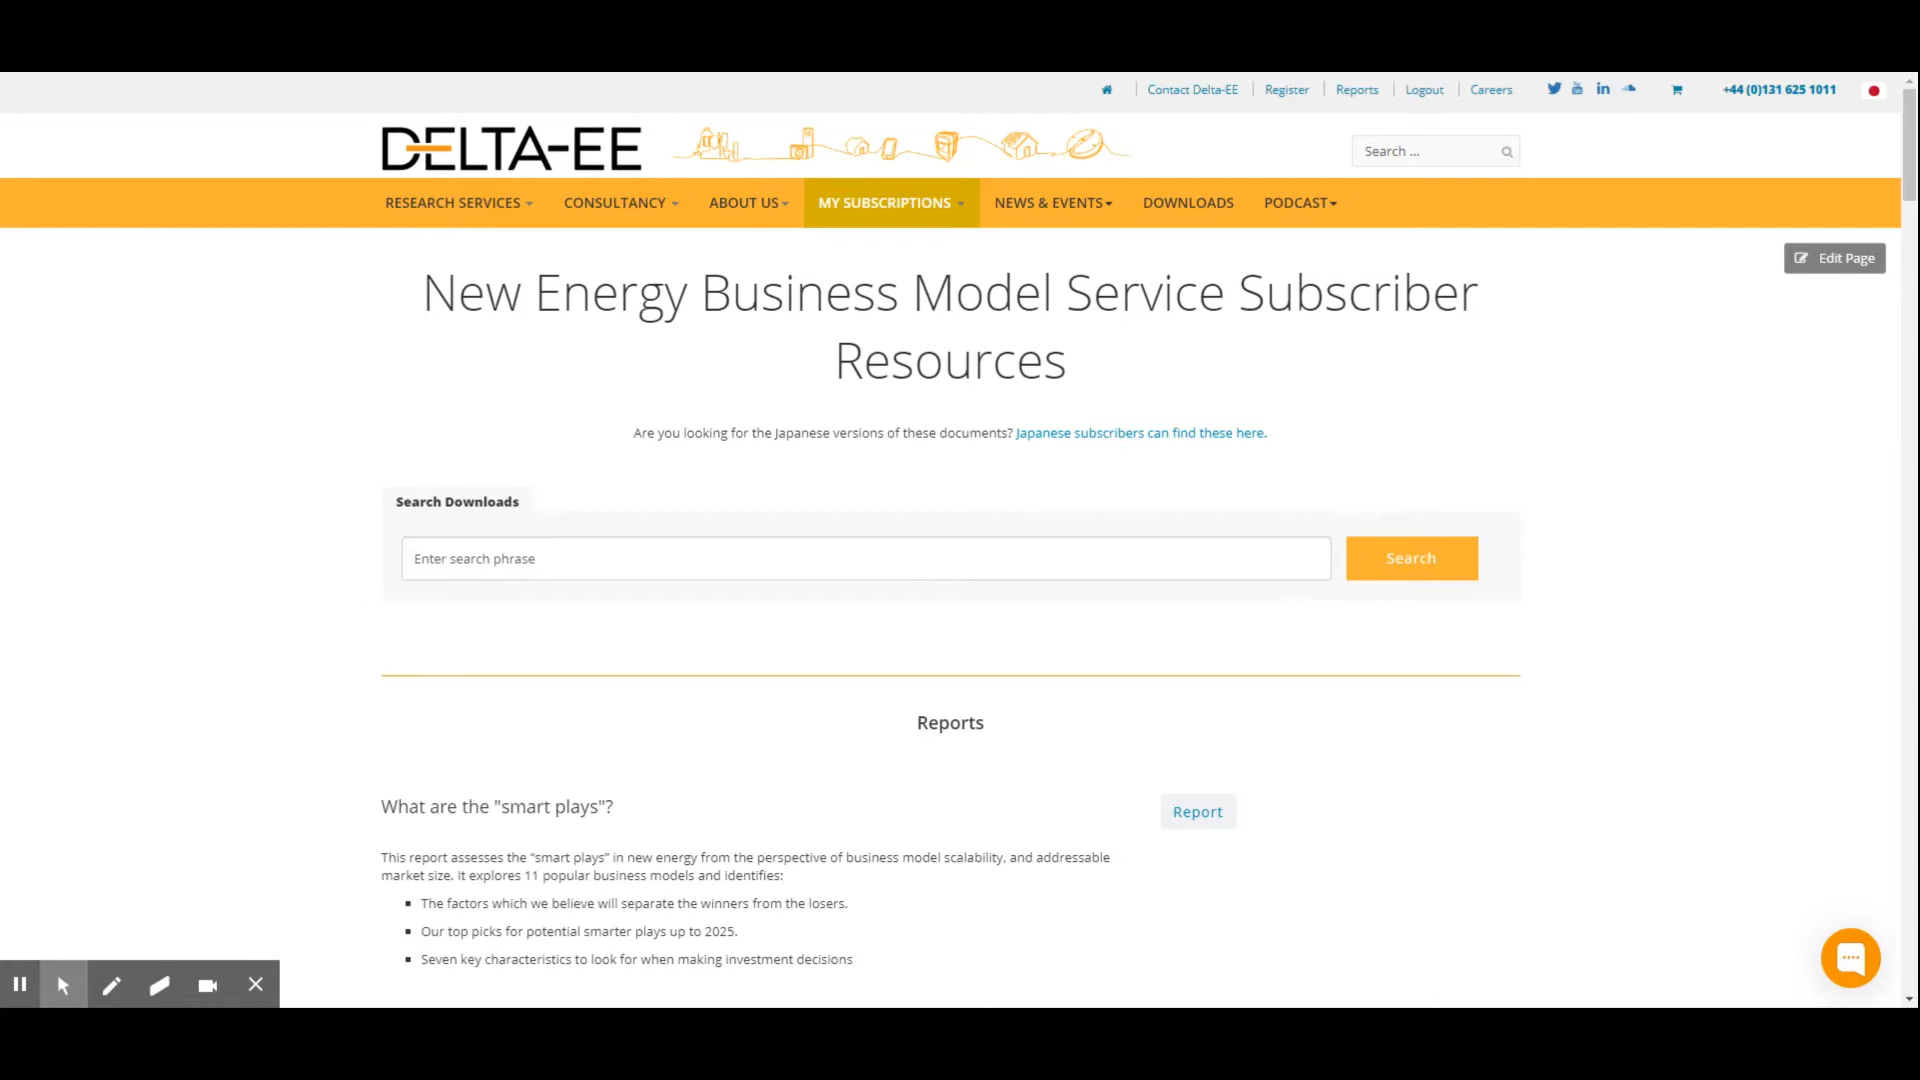 Contact Delta-EE Register Reports Logout Careers +44 (0)131 625 1011
DELTA-EE
Search ...
RESEARCH SERVICES CONSULTANCY ABOUT US MY SUBSCRIPTIONS NEWS & EVENTS DOWNLOADS PODCAST
Edit Page
New Energy Business Model Service Subscriber
Resources
Are you looking for the Japanese versions of these documents? Japanese subscribers can find these here.
Search Downloads
Enter search phrase Search
Reports
What are the "smart plays"? Report
This report assesses the “smart plays” in new energy from the perspective of business model scalability, and addressable
market size. It explores 11 popular business models and identifies:
The factors which we believe will separate the winners from the losers.
Our top picks for potential smarter plays up to 2025.
Seven key characteristics to look for when making investment decisions